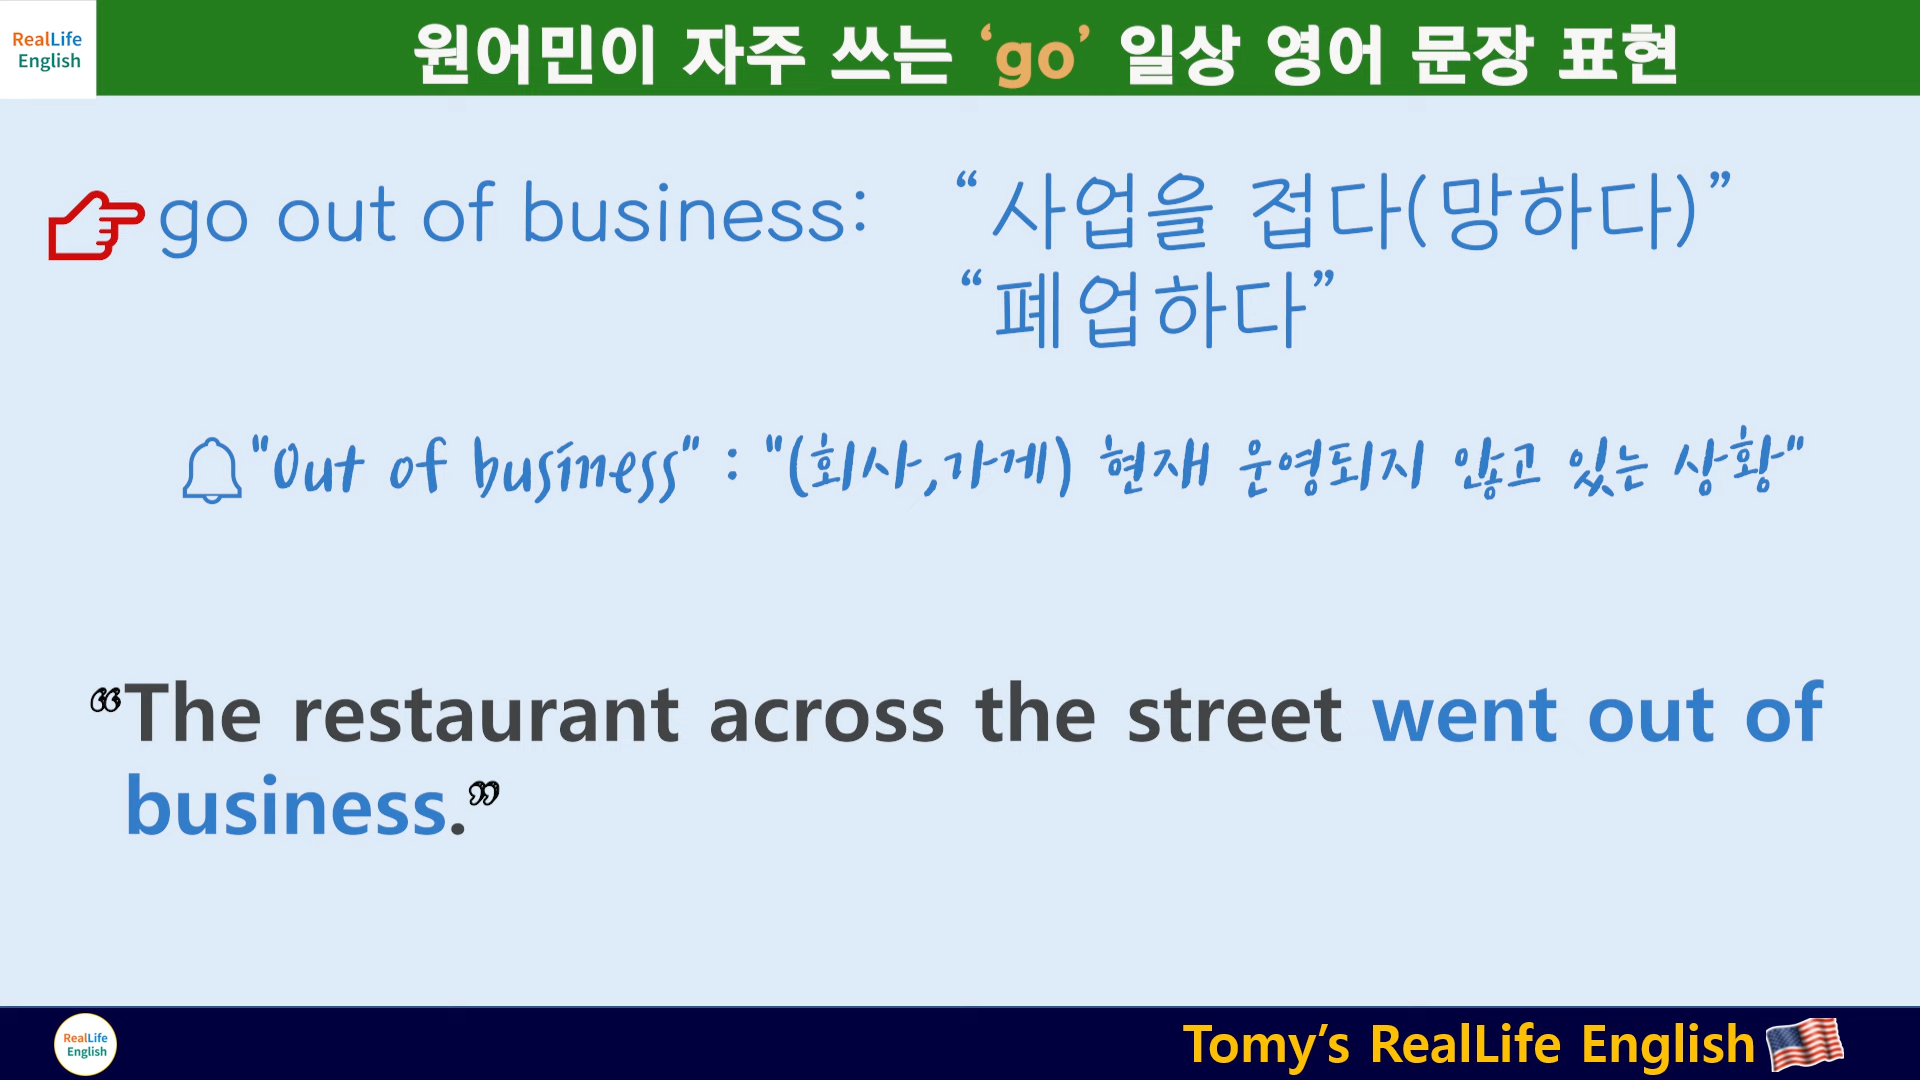 RealLife
English
원어민이 자주 쓰는 ‘go’ 일상 영어 문장 표현
go out of business: “사업을 접다(망하다)”
“폐업하다”
"Out of business" : "(회사,가게) 현재 운영되지 않고 있는 상황"
“The restaurant across the street went out of
business.”
RealLife
English
Tomy’s RealLife English